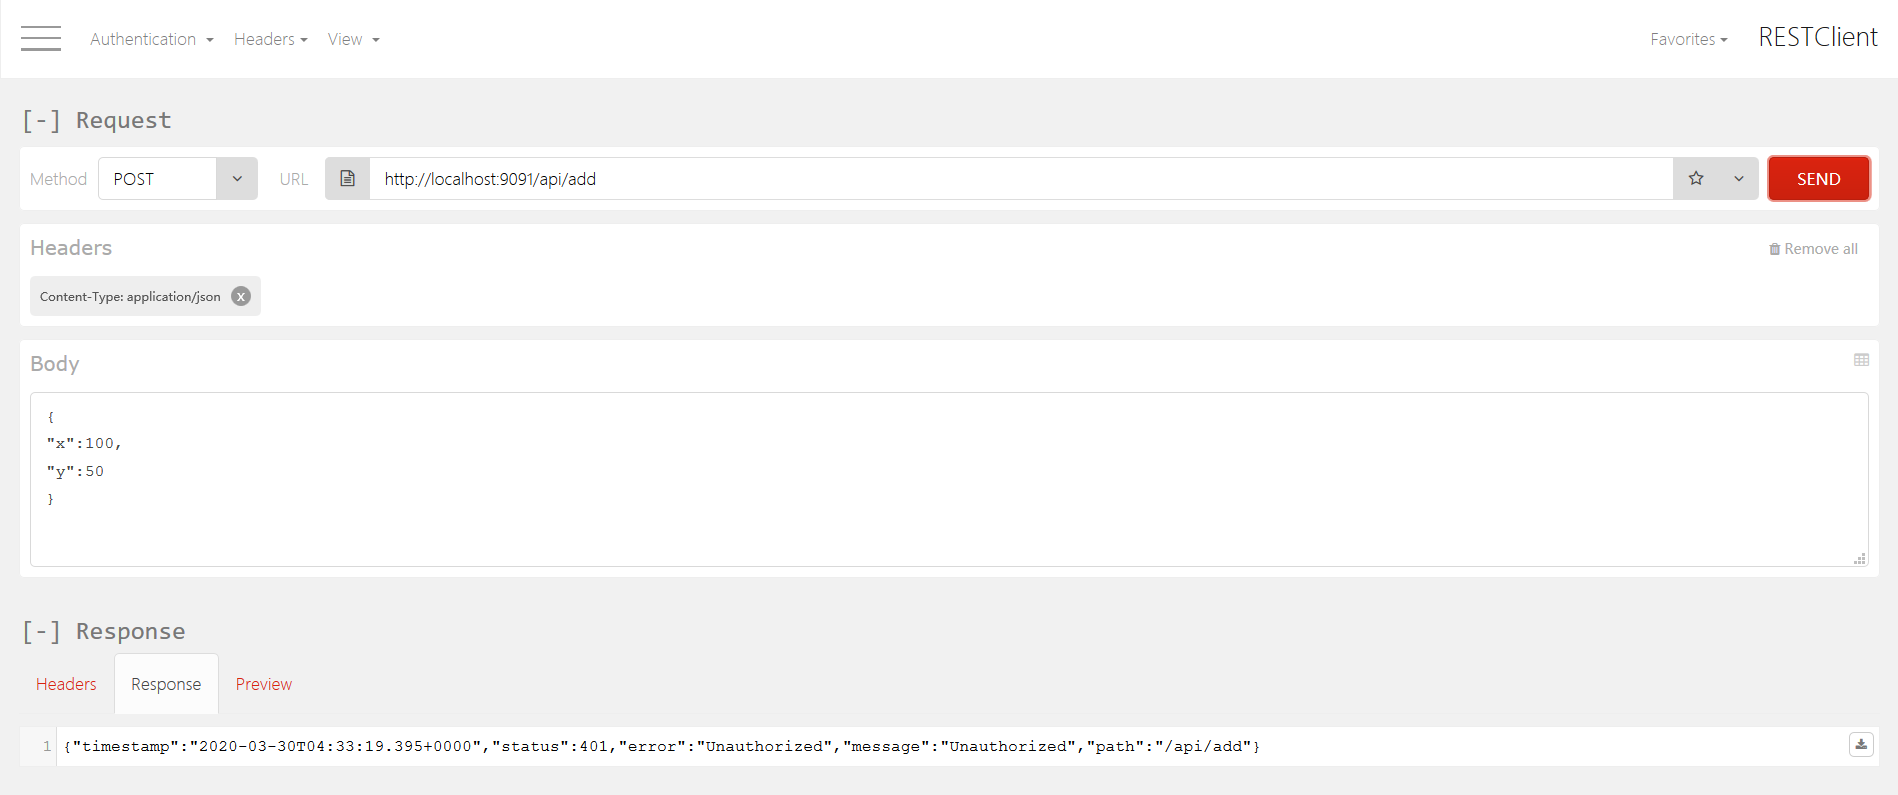 Authentication Headers View Favorites RESTClient
[-] Request
Method POST URL http://localhost:9091/api/add SEND
Headers Remove all
Content-Type: application/json x
Body
{
"x":100,
"y":50
}
[-] Response
Headers Response Preview
1 {"timestamp":"2020-03-30T04:33:19.395+0000","status":401,"error":"Unauthorized","message":"Unauthorized","path":"/api/add"}